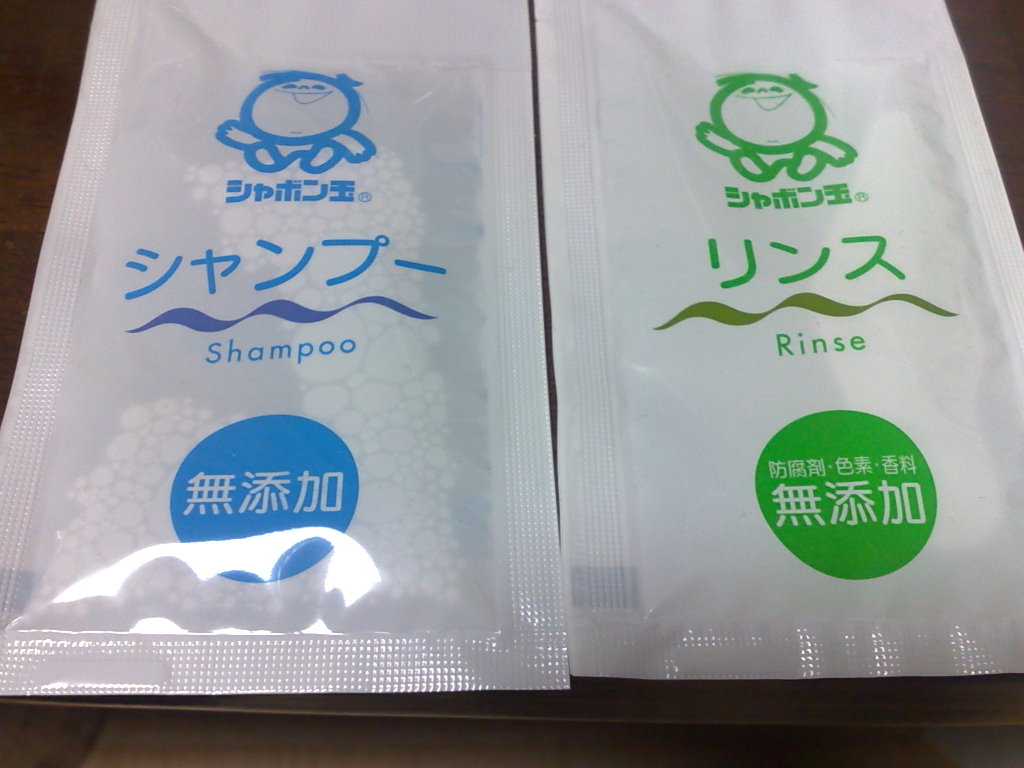 シャボン玉®
シャンプー
Shampoo
無添加
シャボン玉®
リンス
Rinse
防腐剤・色素・香料
無添加